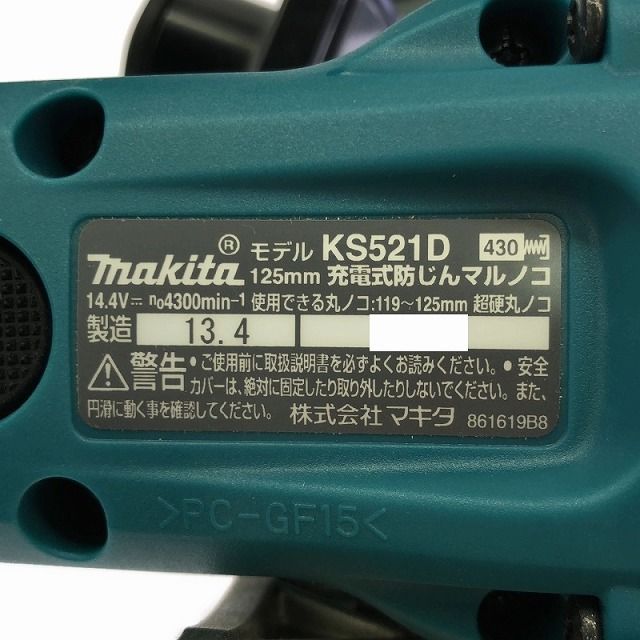 makita® モデル KS521D 430
125mm 充電式防じんマルノコ
14.4V⎓ n₀4300min⁻¹ 使用できる丸ノコ:119～125mm 超硬丸ノコ
製造 13.4
⚠警告 ・ご使用前に取扱説明書を必ずよくお読みください。・安全
カバーは、絶対に固定したり取り外したりしないでください。また、
円滑に動く事を確認してください。 株式会社マキタ 861619B8
>PC-GF15<